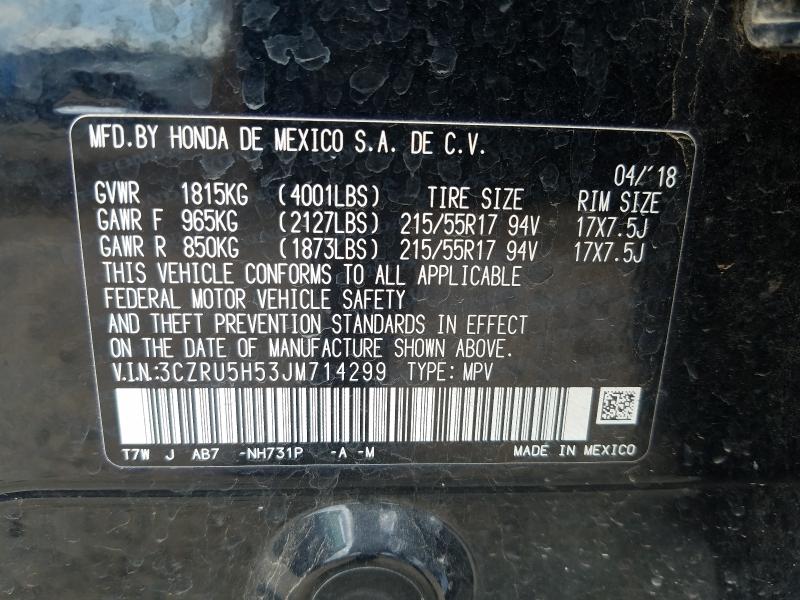 MFD.BY HONDA DE MEXICO S.A. DE C.V.
04/'18
GVWR 1815KG (4001LBS) TIRE SIZE RIM SIZE
GAWR F 965KG (2127LBS) 215/55R17 94V 17X7.5J
GAWR R 850KG (1873LBS) 215/55R17 94V 17X7.5J
THIS VEHICLE CONFORMS TO ALL APPLICABLE
FEDERAL MOTOR VEHICLE SAFETY
AND THEFT PREVENTION STANDARDS IN EFFECT
ON THE DATE OF MANUFACTURE SHOWN ABOVE.
V.I.N.:3CZRU5H53JM714299 TYPE: MPV
T7W J AB7 -NH731P -A -M MADE IN MEXICO